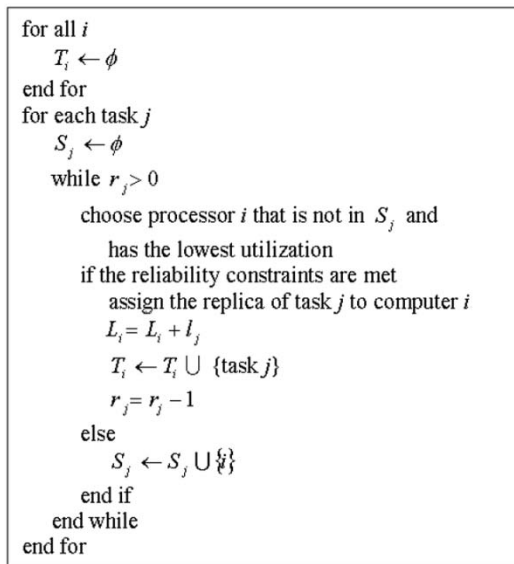 for all i
T_i ← ϕ
end for
for each task j
S_j ← ϕ
while r_j > 0
choose processor i that is not in S_j and
has the lowest utilization
if the reliability constraints are met
assign the replica of task j to computer i
L_i = L_i + l_j
T_i ← T_i ∪ {task j}
r_j = r_j − 1
else
S_j ← S_j ∪ {i}
end if
end while
end for